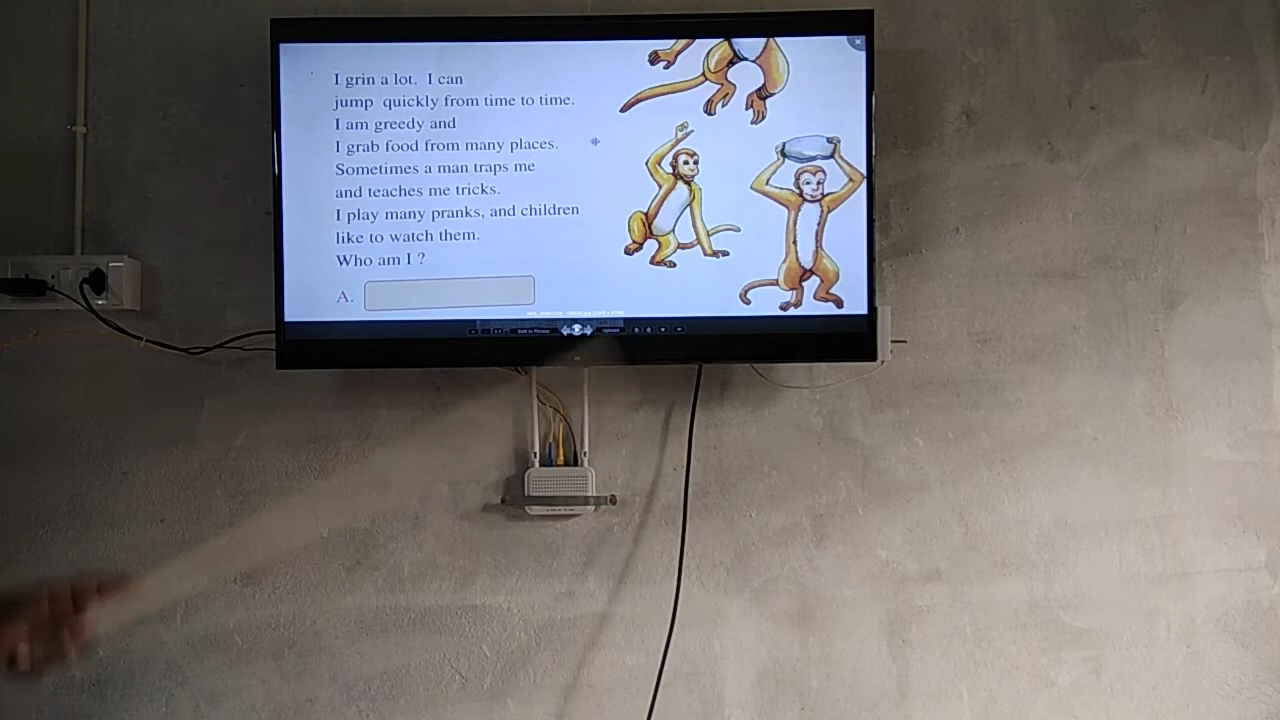 I grin a lot. I can
jump quickly from time to time.
I am greedy and
I grab food from many places.
Sometimes a man traps me
and teaches me tricks.
I play many pranks, and children
like to watch them.
Who am I ?
A.